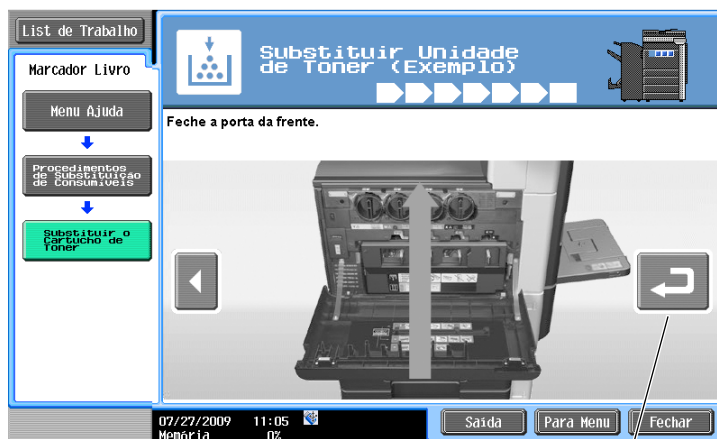 List de Trabalho
Marcador Livro
Menu Ajuda
Procedimentos
de Substituição
de Consumíveis
Substituir o
Cartucho de
Toner
Substituir Unidade
de Toner (Exemplo)
Feche a porta da frente.
07/27/2009 11:05
Memória 0%
Saída
Para Menu
Fechar